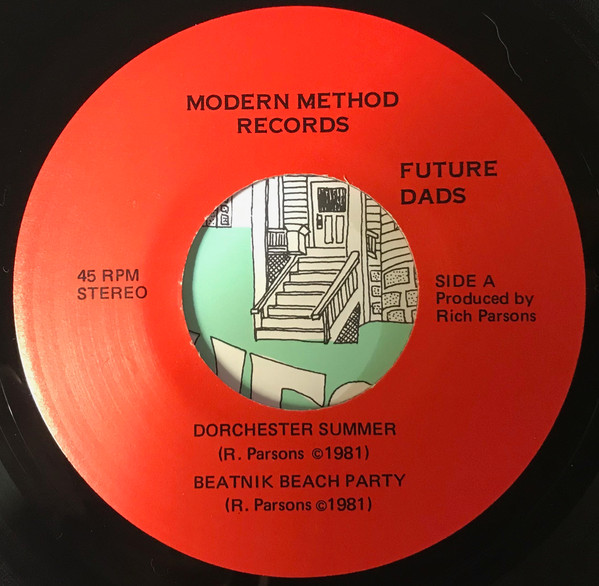 MODERN METHOD
RECORDS
FUTURE
DADS
45 RPM
STEREO
SIDE A
Produced by
Rich Parsons
DORCHESTER SUMMER
(R. Parsons ©1981)
BEATNIK BEACH PARTY
(R. Parsons ©1981)